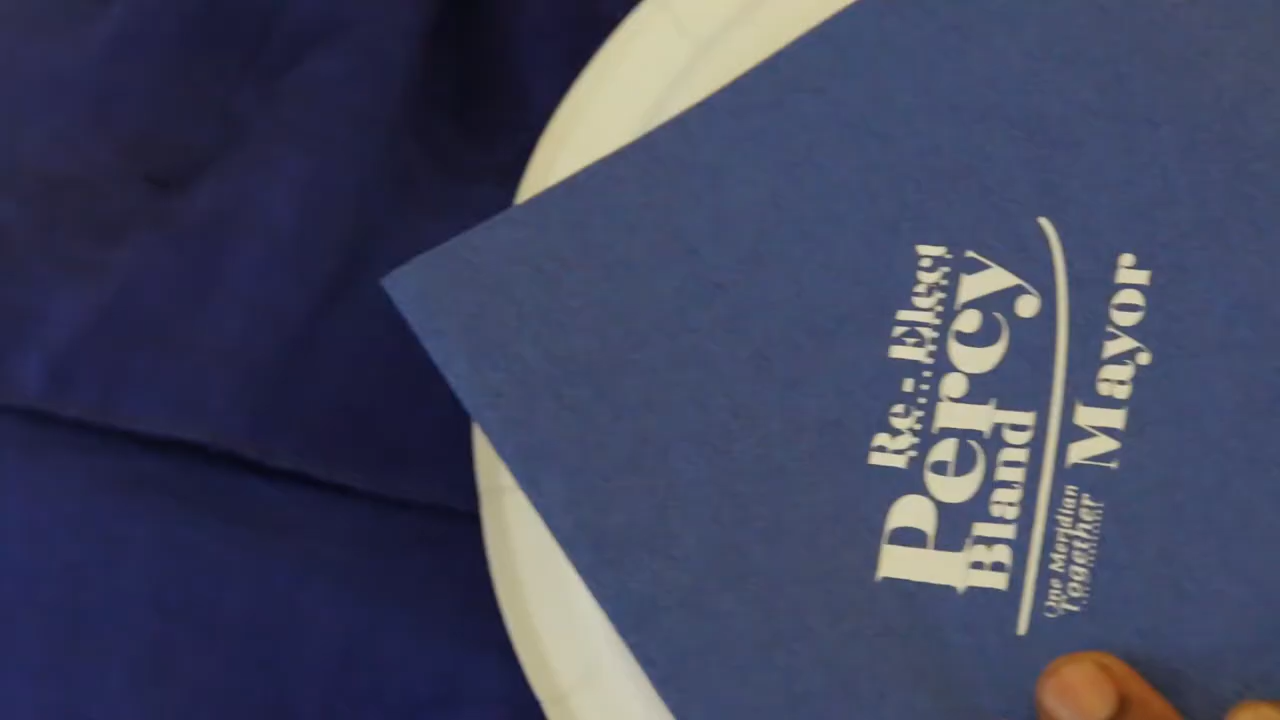 Re-Elect
Percy
Bland
One Meridian
Together
Mayor